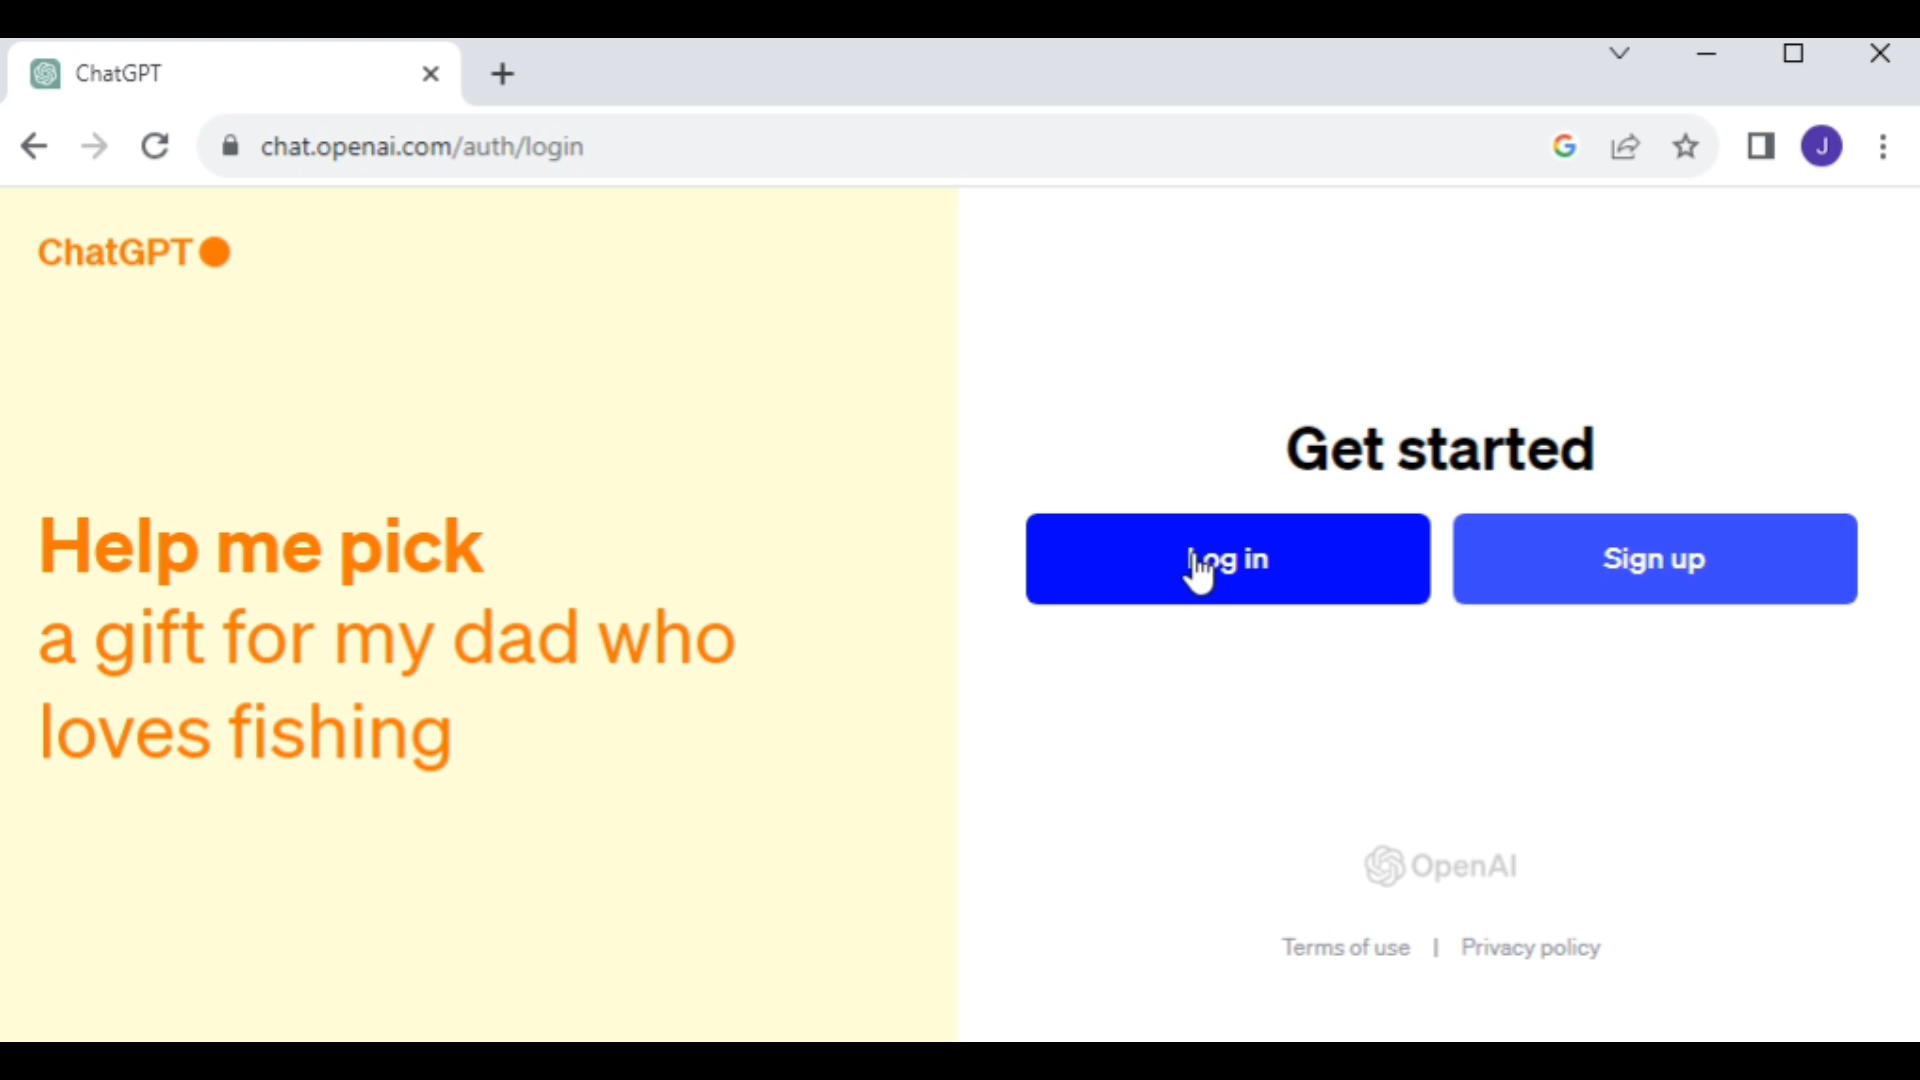 ChatGPT
chat.openai.com/auth/login
J
ChatGPT
Help me pick
a gift for my dad who
loves fishing
Get started
Log in
Sign up
OpenAI
Terms of use | Privacy policy